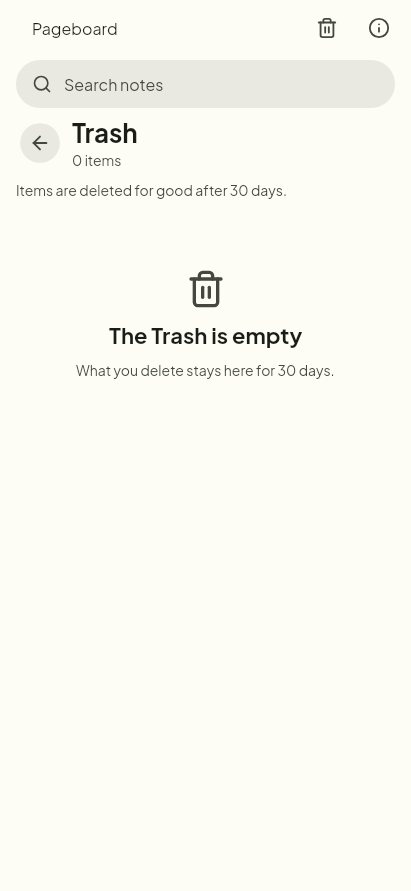 Pageboard
Search notes
Trash
0 items
Items are deleted for good after 30 days.
The Trash is empty
What you delete stays here for 30 days.